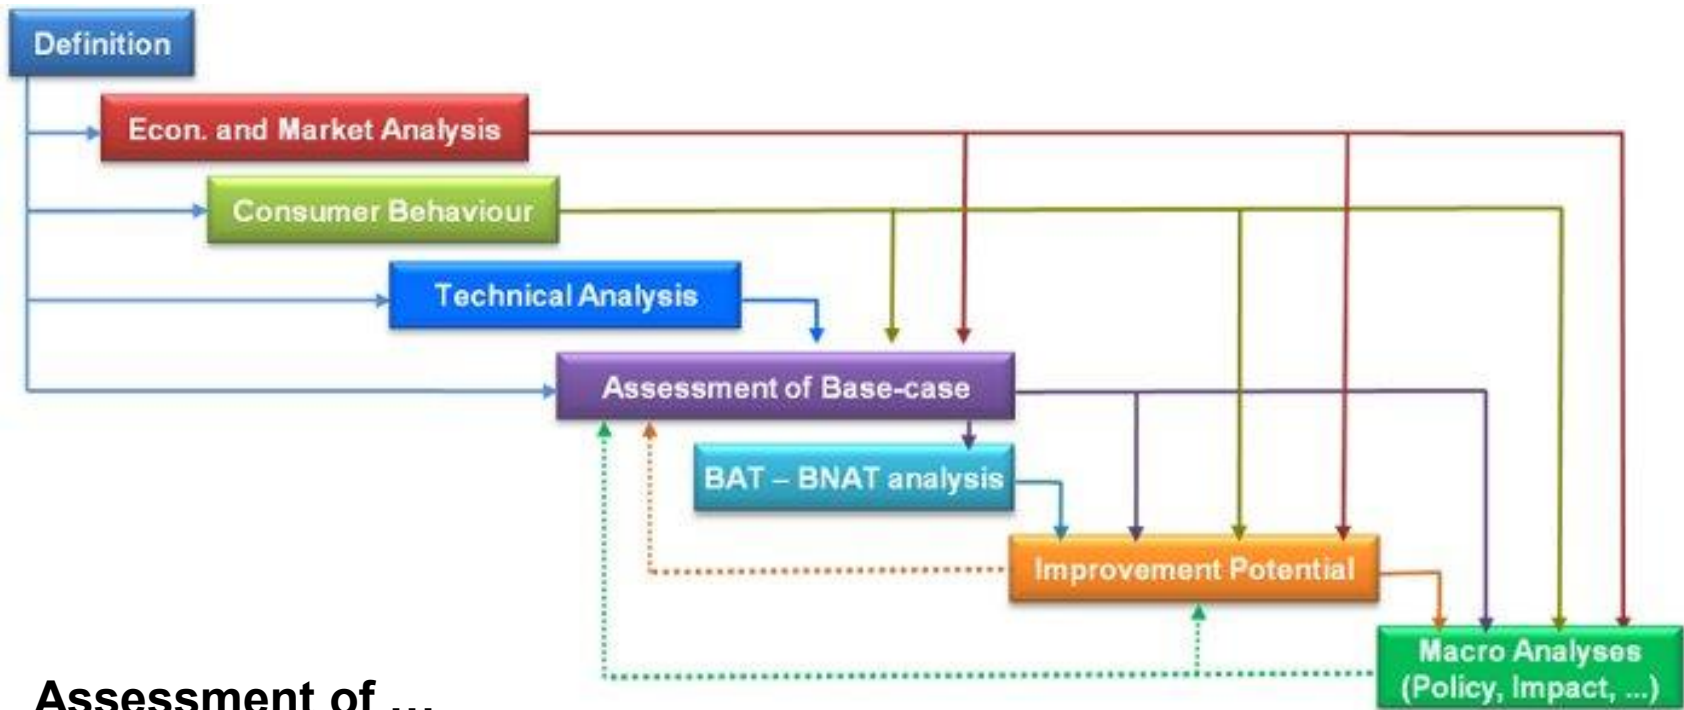 Definition
Econ. and Market Analysis
Consumer Behaviour
Technical Analysis
Assessment of Base-case
BAT – BNAT analysis
Improvement Potential
Macro Analyses
(Policy, Impact, ...)
Assessment of ...